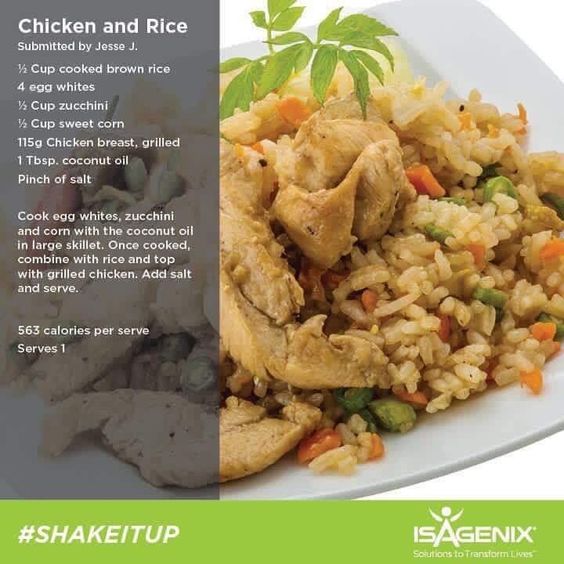 Chicken and Rice
Submitted by Jesse J.
½ Cup cooked brown rice
4 egg whites
½ Cup zucchini
½ Cup sweet corn
115g Chicken breast, grilled
1 Tbsp. coconut oil
Pinch of salt
Cook egg whites, zucchini
and corn with the coconut oil
in large skillet. Once cooked,
combine with rice and top
with grilled chicken. Add salt
and serve.
563 calories per serve
Serves 1
#SHAKEITUP
ISAGENIX®
Solutions to Transform Lives™